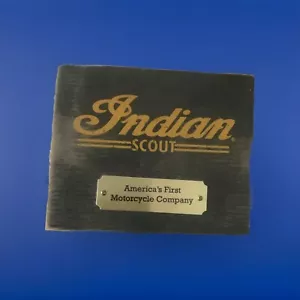 Indian
SCOUT
America's First
Motorcycle Company